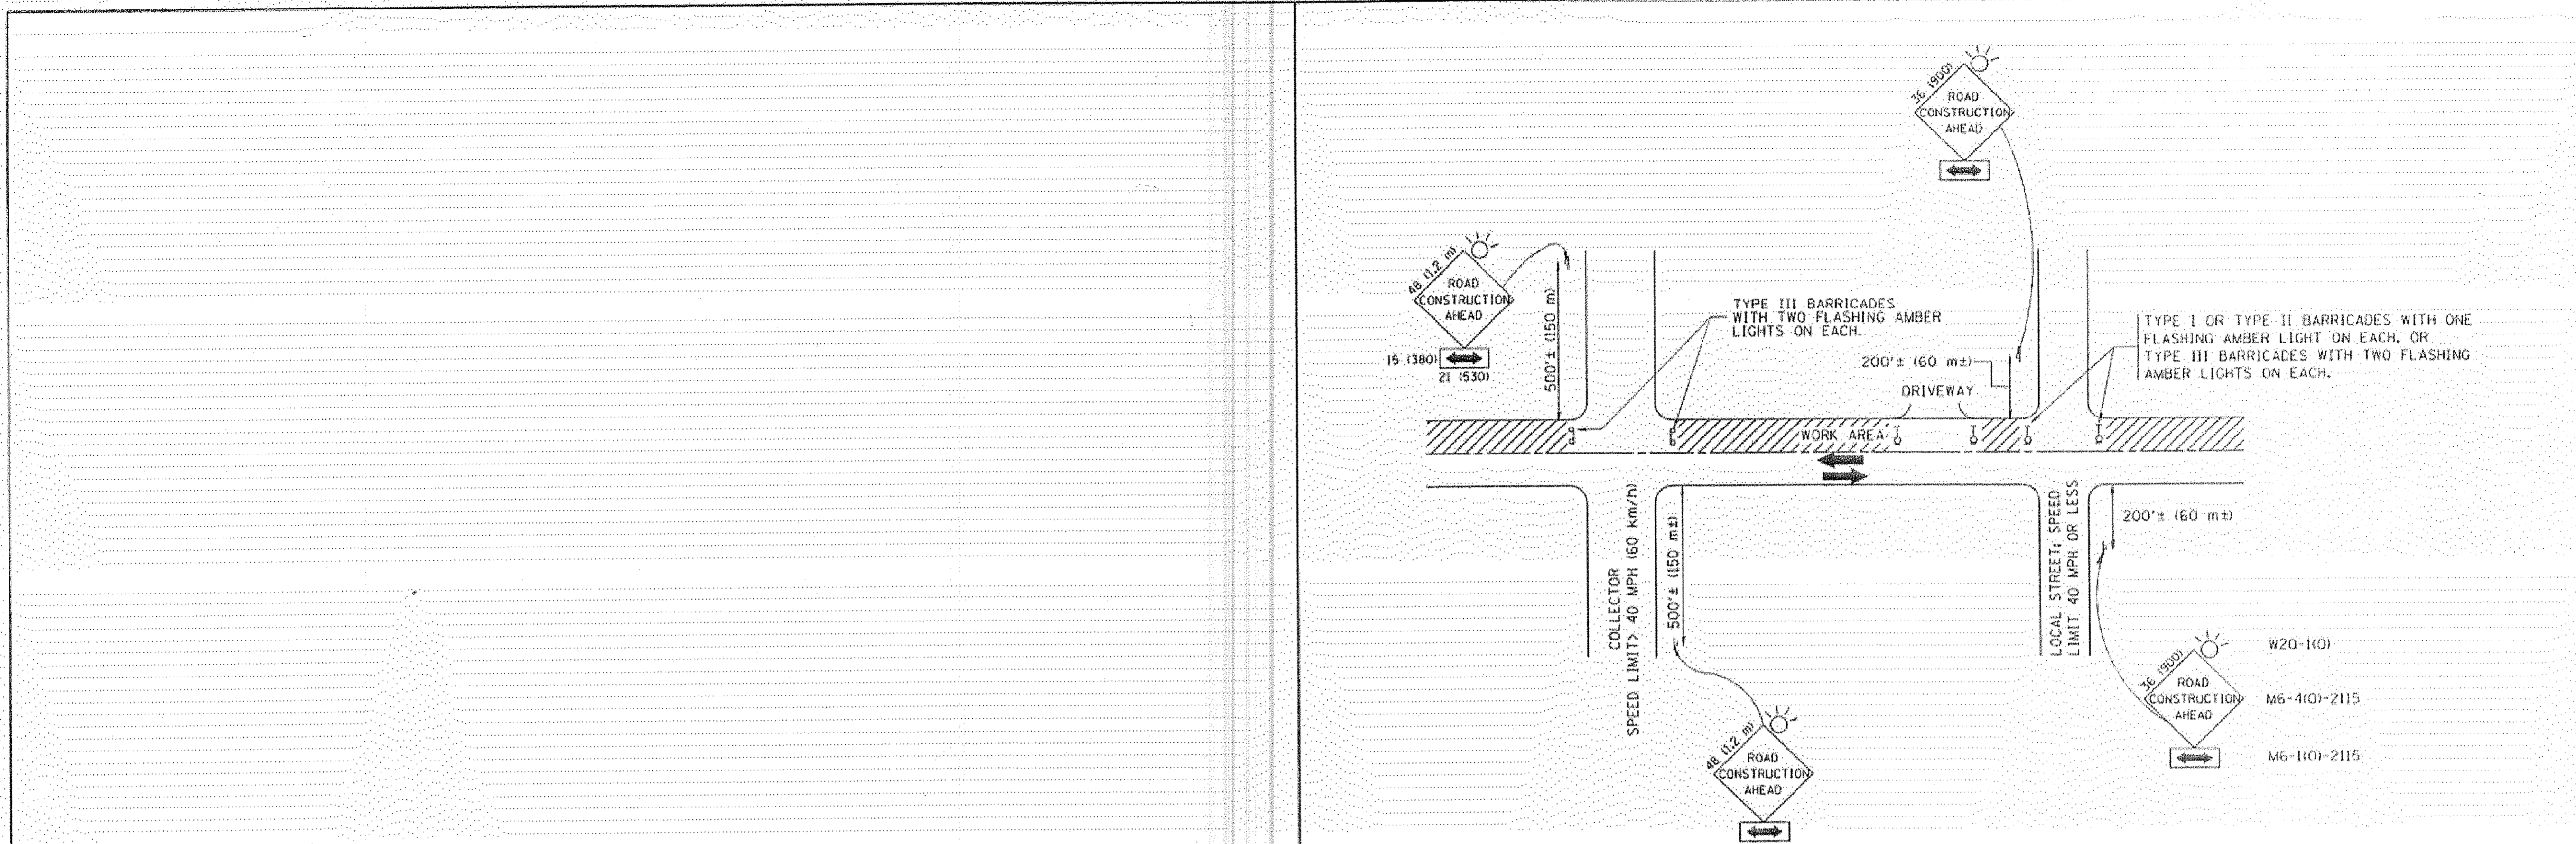 36 (900)
ROAD
CONSTRUCTION
AHEAD
48 (1.2 m)
ROAD
CONSTRUCTION
AHEAD
15 (380)
21 (530)
500'± (150 m)
TYPE III BARRICADES
WITH TWO FLASHING AMBER
LIGHTS ON EACH.
200'± (60 m±)
DRIVEWAY
TYPE I OR TYPE II BARRICADES WITH ONE
FLASHING AMBER LIGHT ON EACH, OR
TYPE III BARRICADES WITH TWO FLASHING
AMBER LIGHTS ON EACH.
WORK AREA
COLLECTOR
SPEED LIMIT> 40 MPH (60 km/h)
500'± (150 m±)
LOCAL STREET; SPEED
LIMIT 40 MPH OR LESS
200'± (60 m±)
36 (900)
ROAD
CONSTRUCTION
AHEAD
W20-1(O)
M6-4(O)-2115
M6-1(O)-2115
48 (1.2 m)
ROAD
CONSTRUCTION
AHEAD